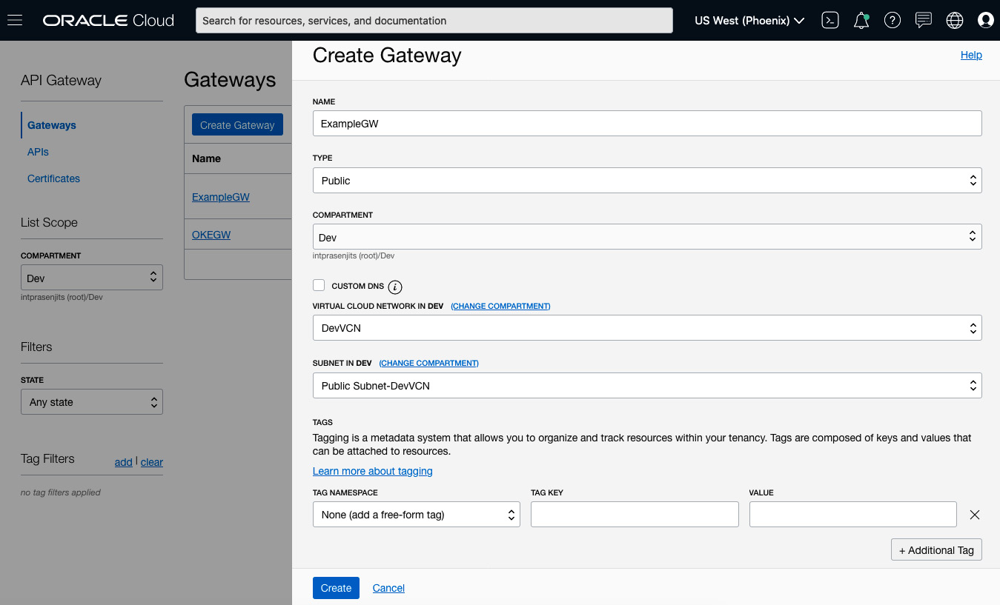 ORACLE Cloud
Search for resources, services, and documentation
US West (Phoenix)
API Gateway
Gateways
APIs
Certificates
List Scope
COMPARTMENT
Dev
intprasenjits (root)/Dev
Filters
STATE
Any state
Tag Filters
add | clear
no tag filters applied
Gateways
Create Gateway
Name
ExampleGW
OKEGW
Create Gateway
Help
NAME
ExampleGW
TYPE
Public
COMPARTMENT
Dev
intprasenjits (root)/Dev
CUSTOM DNS i
VIRTUAL CLOUD NETWORK IN DEV (CHANGE COMPARTMENT)
DevVCN
SUBNET IN DEV (CHANGE COMPARTMENT)
Public Subnet-DevVCN
TAGS
Tagging is a metadata system that allows you to organize and track resources within your tenancy. Tags are composed of keys and values that
can be attached to resources.
Learn more about tagging
TAG NAMESPACE TAG KEY VALUE
None (add a free-form tag)
+ Additional Tag
Create Cancel